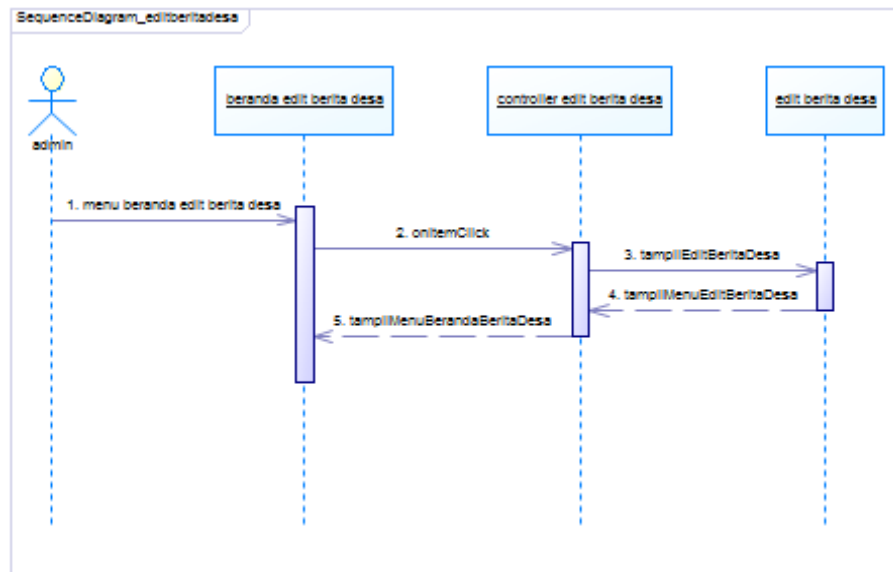 SequenceDiagram_editberitadesa
admin
beranda edit berita desa
controller edit berita desa
edit berita desa
1. menu beranda edit berita desa
2. onItemClick
3. tampilEditBeritaDesa
4. tampilMenuEditBeritaDesa
5. tampilMenuBerandaBeritaDesa